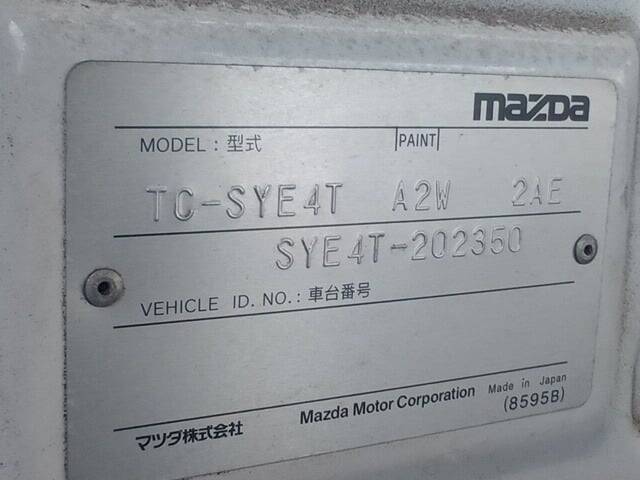 mazda
MODEL : 型式 PAINT
TC-SYE4T A2W 2AE
SYE4T-202350
VEHICLE ID. NO. : 車台番号
マツダ株式会社 Mazda Motor Corporation Made in Japan
(8595B)